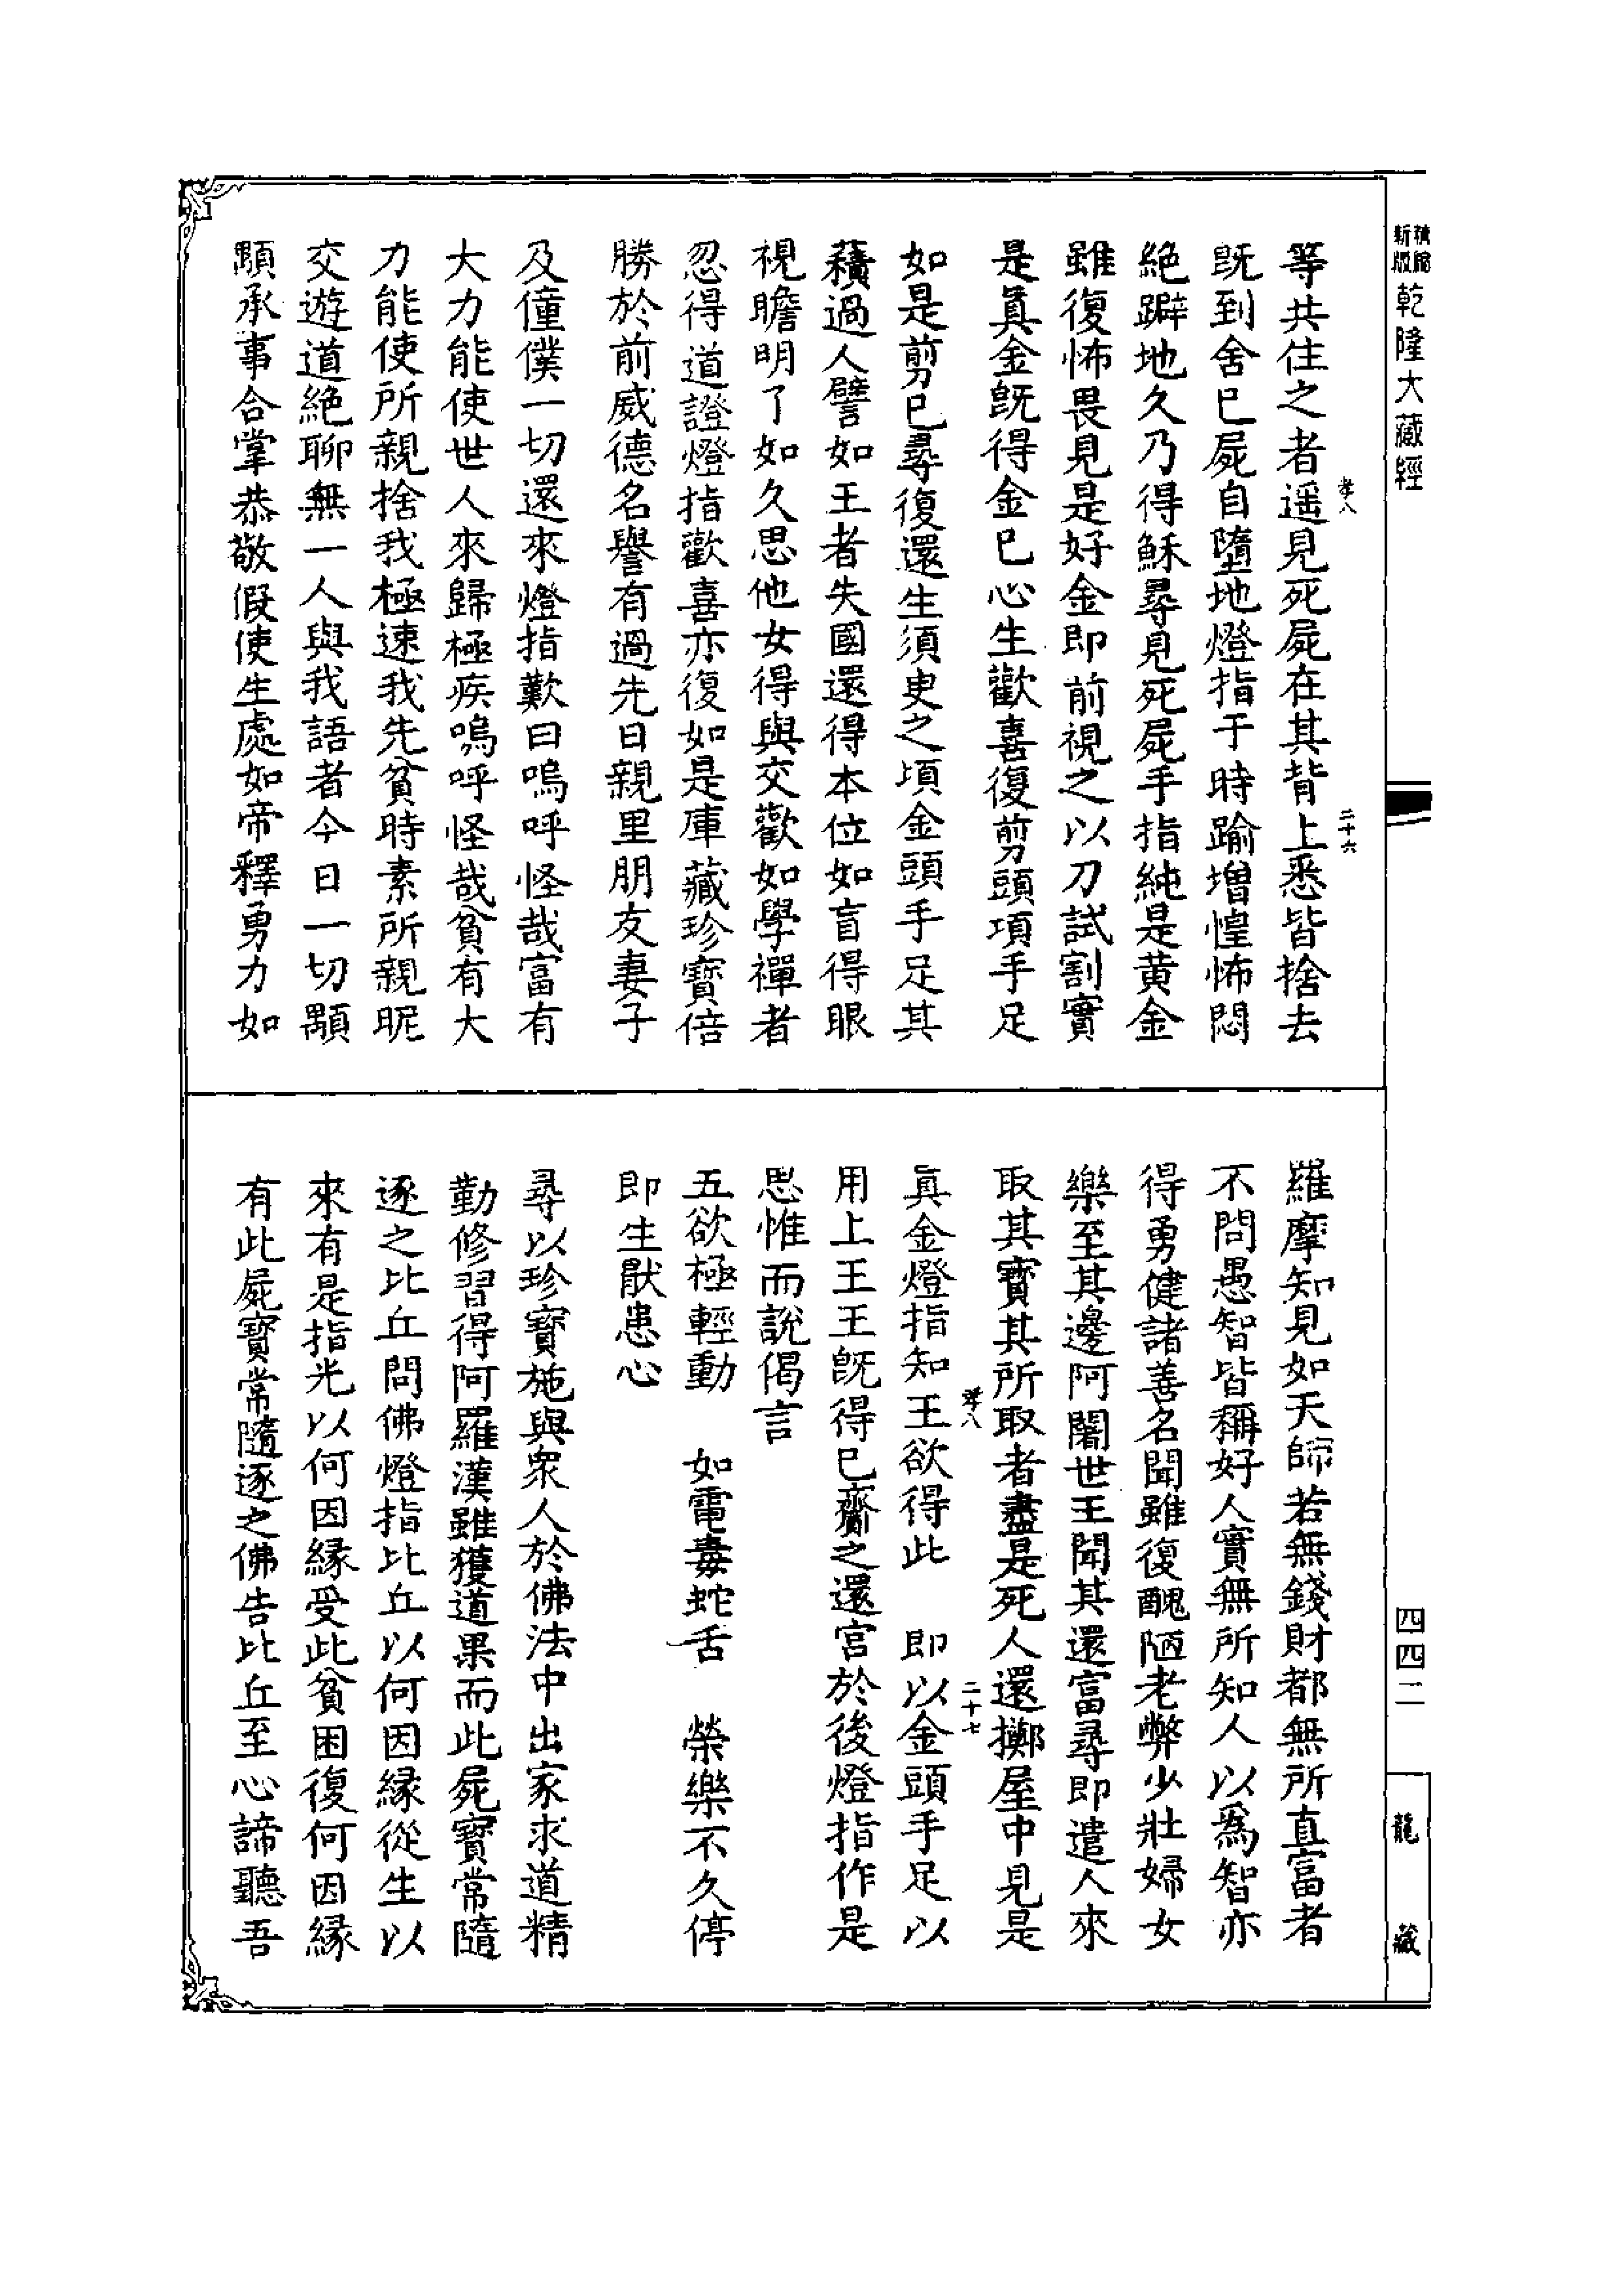 新版
乾隆大藏經
四四二
龍藏
孝八
二十六
等共住之者遥見死屍在其背上悉皆捨去
旣到舍已屍自墮地燈指于時踰增惶怖悶
絶躃地久乃得穌尋見死屍手指純是黄金
雖復怖畏見是好金即前視之以刀試割實
是眞金旣得金已心生歡喜復剪頭項手足
如是剪已尋復還生須㬰之頃金頭手足其
積過人譬如王者失國還得本位如盲得眼
視瞻明了如久思他女得與交歡如學禪者
忽得道證燈指歡喜亦復如是庫藏珍寶倍
勝於前威德名譽有過先日親里朋友妻子
及僮僕一切還來燈指歎曰嗚呼怪哉富有
大力能使世人來歸極疾嗚呼怪哉貧有大
力能使所親捨我極速我先貧時素所親昵
交遊道絶聊無一人與我語者今日一切顒
顒承事合掌恭敬假使生處如帝釋勇力如
羅摩知見如天師若無錢財都無所直富者
不問愚智皆稱好人實無所知人以爲智亦
得勇健諸善名聞雖復醜陋老弊少壯婦女
樂至其邊阿闍世王聞其還富尋即遣人來
取其寶其所取者盡是死人還擲屋中見是
孝八
二十七
眞金燈指知王欲得此 即以金頭手足以
用上王王旣得已齎之還宫於後燈指作是
思惟而說偈言
五欲極輕動 如電毒蛇舌 榮樂不久停
即生猒患心
尋以珍寶施與衆人於佛法中出家求道精
勤修習得阿羅漢雖獲道果而此屍寶常隨
逐之比丘問佛燈指比丘以何因緣從生以
來有是指光以何因緣受此貧困復何因緣
有此屍寶常隨逐之佛告比丘至心諦聽吾